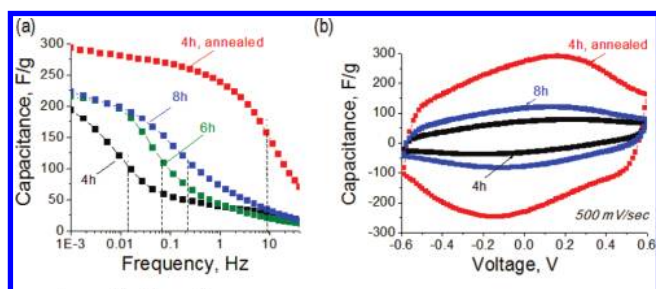 (a)
4h, annealed
8h
6h
4h
Capacitance, F/g
300
250
200
150
100
50
0
1E-3 0.01 0.1 1 10
Frequency, Hz
(b)
4h, annealed
8h
4h
500 mV/sec
Capacitance, F/g
300
200
100
0
-100
-200
-300
-0.6 -0.4 -0.2 0.0 0.2 0.4 0.6
Voltage, V